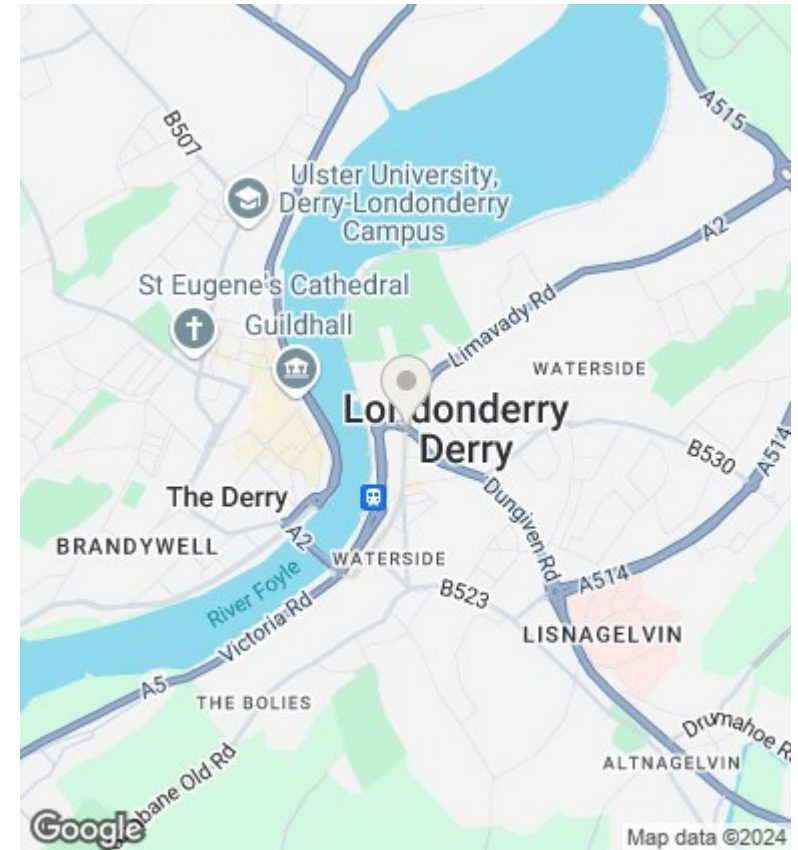 A515
B507
Ulster University,
Derry-Londonderry
Campus
A2
St Eugene's Cathedral
Guildhall
Limavady Rd
WATERSIDE
Londonderry
Derry
B530
A514
The Derry
Dungiven Rd
A2
BRANDYWELL
WATERSIDE
River Foyle
B523
A514
Victoria Rd
LISNAGELVIN
A5
THE BOLIES
Drumahoe
Old Rd
ALTNAGELVIN
Google
Map data ©2024